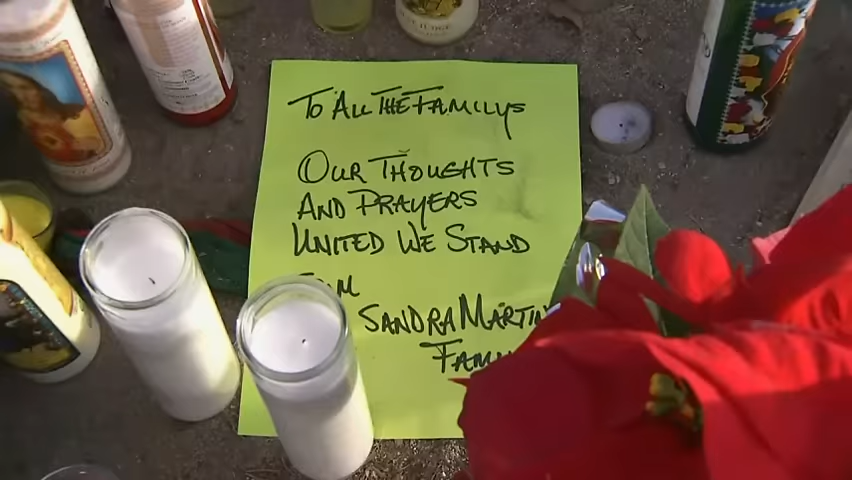 To All The Familys
Our Thoughts
And Prayers
United We Stand
Sandra Martin